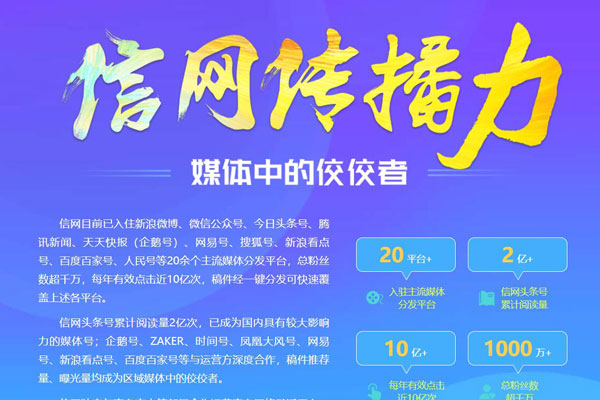 信网传播力
媒体中的佼佼者
信网目前已入住新浪微博、微信公众号、今日头条号、腾
讯新闻、天天快报（企鹅号）、网易号、搜狐号、新浪看点
号、百度百家号、人民号等20余个主流媒体分发平台，总粉丝
数超千万，每年有效点击近10亿次，稿件经一键分发可快速覆
盖上述各平台。
信网头条号累计阅读量2亿次，已成为国内具有较大影响
力的媒体号；企鹅号、ZAKER、时间号、凤凰大风号、网易
号、新浪看点号、百度百家号等与运营方深度合作，稿件推荐
量、曝光量均成为区域媒体中的佼佼者。
20 平台+
入驻主流媒体
分发平台
2 亿+
信网头条号
累计阅读量
10 亿+
每年有效点击
近10亿次
1000 万+
总粉丝数
超千万